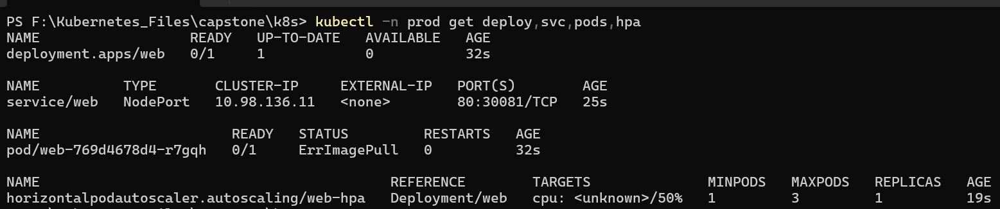 PS F:\Kubernetes_Files\capstone\k8s> kubectl -n prod get deploy,svc,pods,hpa
NAME READY UP-TO-DATE AVAILABLE AGE
deployment.apps/web 0/1 1 0 32s
NAME TYPE CLUSTER-IP EXTERNAL-IP PORT(S) AGE
service/web NodePort 10.98.136.11 <none> 80:30081/TCP 25s
NAME READY STATUS RESTARTS AGE
pod/web-769d4678d4-r7gqh 0/1 ErrImagePull 0 32s
NAME REFERENCE TARGETS MINPODS MAXPODS REPLICAS AGE
horizontalpodautoscaler.autoscaling/web-hpa Deployment/web cpu: <unknown>/50% 1 3 1 19s